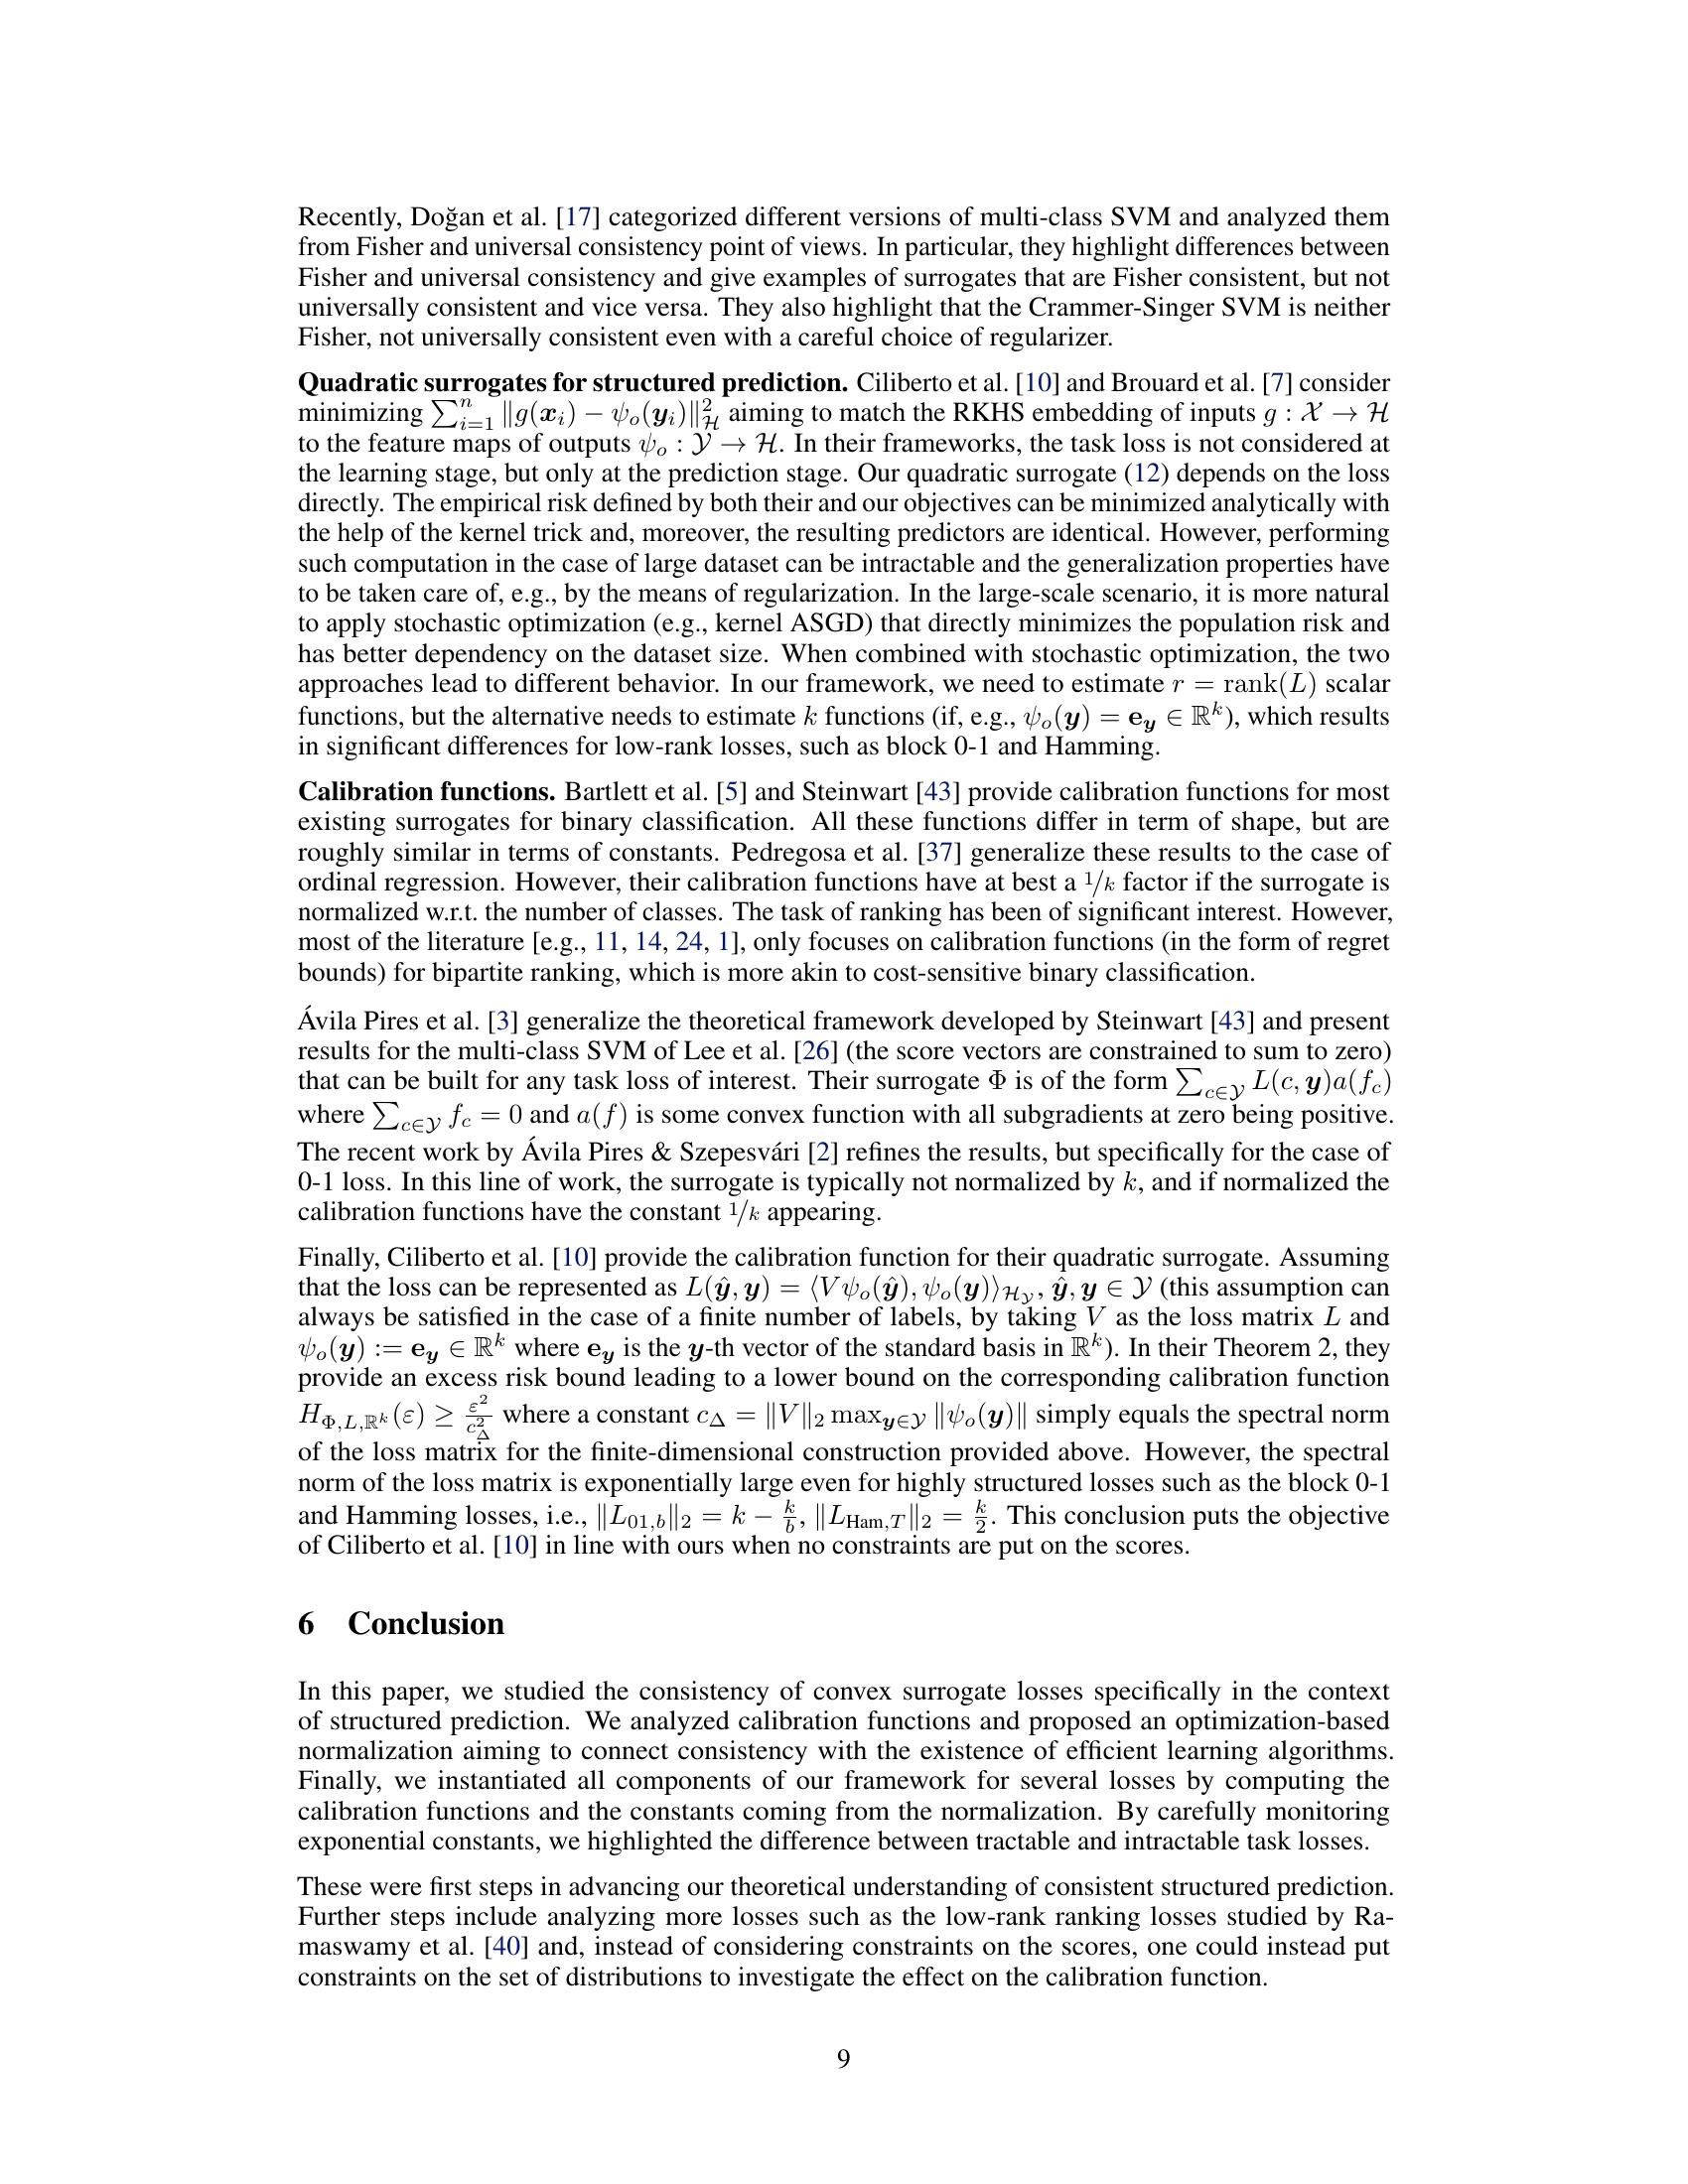 Recently, Doğan et al. [17] categorized different versions of multi-class SVM and analyzed them
from Fisher and universal consistency point of views. In particular, they highlight differences between
Fisher and universal consistency and give examples of surrogates that are Fisher consistent, but not
universally consistent and vice versa. They also highlight that the Crammer-Singer SVM is neither
Fisher, not universally consistent even with a careful choice of regularizer.
Quadratic surrogates for structured prediction. Ciliberto et al. [10] and Brouard et al. [7] consider
minimizing $\sum_{i=1}^n \|g(\boldsymbol{x}_i) - \psi_o(\boldsymbol{y}_i)\|_{\mathcal{H}}^2$ aiming to match the RKHS embedding of inputs $g : \mathcal{X} \to \mathcal{H}$
to the feature maps of outputs $\psi_o : \mathcal{Y} \to \mathcal{H}$. In their frameworks, the task loss is not considered at
the learning stage, but only at the prediction stage. Our quadratic surrogate (12) depends on the loss
directly. The empirical risk defined by both their and our objectives can be minimized analytically with
the help of the kernel trick and, moreover, the resulting predictors are identical. However, performing
such computation in the case of large dataset can be intractable and the generalization properties have
to be taken care of, e.g., by the means of regularization. In the large-scale scenario, it is more natural
to apply stochastic optimization (e.g., kernel ASGD) that directly minimizes the population risk and
has better dependency on the dataset size. When combined with stochastic optimization, the two
approaches lead to different behavior. In our framework, we need to estimate $r = \mathrm{rank}(L)$ scalar
functions, but the alternative needs to estimate $k$ functions (if, e.g., $\psi_o(\boldsymbol{y}) = \mathbf{e}_{\boldsymbol{y}} \in \mathbb{R}^k$), which results
in significant differences for low-rank losses, such as block 0-1 and Hamming.
Calibration functions. Bartlett et al. [5] and Steinwart [43] provide calibration functions for most
existing surrogates for binary classification. All these functions differ in term of shape, but are
roughly similar in terms of constants. Pedregosa et al. [37] generalize these results to the case of
ordinal regression. However, their calibration functions have at best a $1/k$ factor if the surrogate is
normalized w.r.t. the number of classes. The task of ranking has been of significant interest. However,
most of the literature [e.g., 11, 14, 24, 1], only focuses on calibration functions (in the form of regret
bounds) for bipartite ranking, which is more akin to cost-sensitive binary classification.
Ávila Pires et al. [3] generalize the theoretical framework developed by Steinwart [43] and present
results for the multi-class SVM of Lee et al. [26] (the score vectors are constrained to sum to zero)
that can be built for any task loss of interest. Their surrogate $\Phi$ is of the form $\sum_{c \in \mathcal{Y}} L(c, \boldsymbol{y}) a(f_c)$
where $\sum_{c \in \mathcal{Y}} f_c = 0$ and $a(f)$ is some convex function with all subgradients at zero being positive.
The recent work by Ávila Pires & Szepesvári [2] refines the results, but specifically for the case of
0-1 loss. In this line of work, the surrogate is typically not normalized by $k$, and if normalized the
calibration functions have the constant $1/k$ appearing.
Finally, Ciliberto et al. [10] provide the calibration function for their quadratic surrogate. Assuming
that the loss can be represented as $L(\hat{\boldsymbol{y}}, \boldsymbol{y}) = \langle V\psi_o(\hat{\boldsymbol{y}}), \psi_o(\boldsymbol{y}) \rangle_{\mathcal{H}_{\mathcal{Y}}}$, $\hat{\boldsymbol{y}}, \boldsymbol{y} \in \mathcal{Y}$ (this assumption can
always be satisfied in the case of a finite number of labels, by taking $V$ as the loss matrix $L$ and
$\psi_o(\boldsymbol{y}) := \mathbf{e}_{\boldsymbol{y}} \in \mathbb{R}^k$ where $\mathbf{e}_{\boldsymbol{y}}$ is the $\boldsymbol{y}$-th vector of the standard basis in $\mathbb{R}^k$). In their Theorem 2, they
provide an excess risk bound leading to a lower bound on the corresponding calibration function
$H_{\Phi,L,\mathbb{R}^k}(\varepsilon) \geq \frac{\varepsilon^2}{c_\Delta^2}$ where a constant $c_\Delta = \|V\|_2 \max_{\boldsymbol{y} \in \mathcal{Y}} \|\psi_o(\boldsymbol{y})\|$ simply equals the spectral norm
of the loss matrix for the finite-dimensional construction provided above. However, the spectral
norm of the loss matrix is exponentially large even for highly structured losses such as the block 0-1
and Hamming losses, i.e., $\|L_{01,b}\|_2 = k - \frac{k}{b}$, $\|L_{\mathrm{Ham},T}\|_2 = \frac{k}{2}$. This conclusion puts the objective
of Ciliberto et al. [10] in line with ours when no constraints are put on the scores.
6 Conclusion
In this paper, we studied the consistency of convex surrogate losses specifically in the context
of structured prediction. We analyzed calibration functions and proposed an optimization-based
normalization aiming to connect consistency with the existence of efficient learning algorithms.
Finally, we instantiated all components of our framework for several losses by computing the
calibration functions and the constants coming from the normalization. By carefully monitoring
exponential constants, we highlighted the difference between tractable and intractable task losses.
These were first steps in advancing our theoretical understanding of consistent structured prediction.
Further steps include analyzing more losses such as the low-rank ranking losses studied by Ra-
maswamy et al. [40] and, instead of considering constraints on the scores, one could instead put
constraints on the set of distributions to investigate the effect on the calibration function.
9